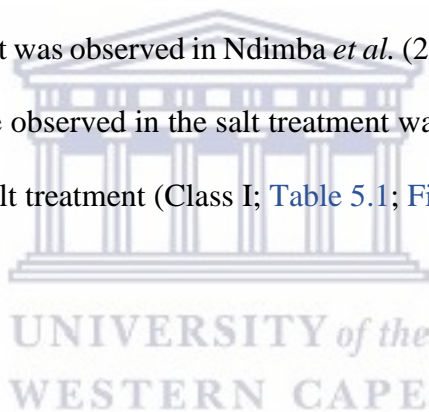 t was observed in Ndimba et al. (2
observed in the salt treatment wa
lt treatment (Class I; Table 5.1; Fi
UNIVERSITY of the
WESTERN CAPE